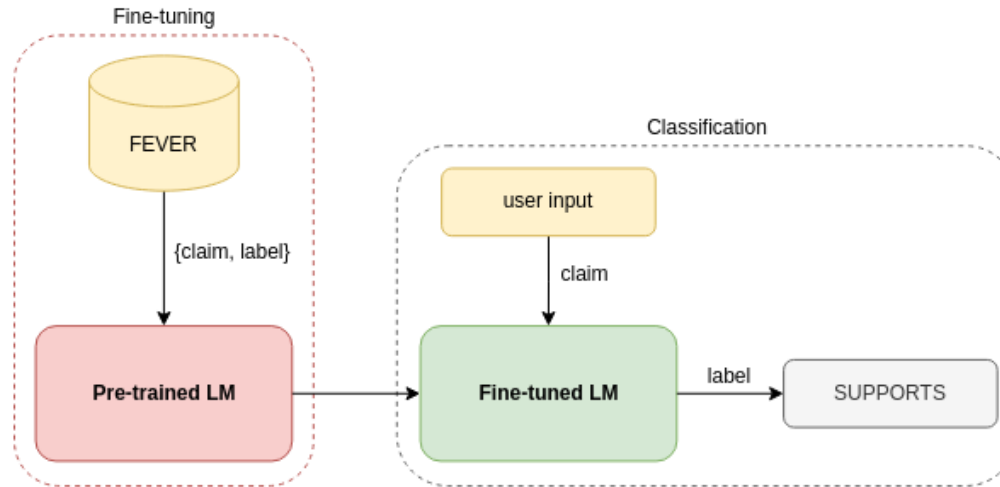 Fine-tuning
FEVER
{claim, label}
Pre-trained LM
Classification
user input
claim
Fine-tuned LM
label
SUPPORTS